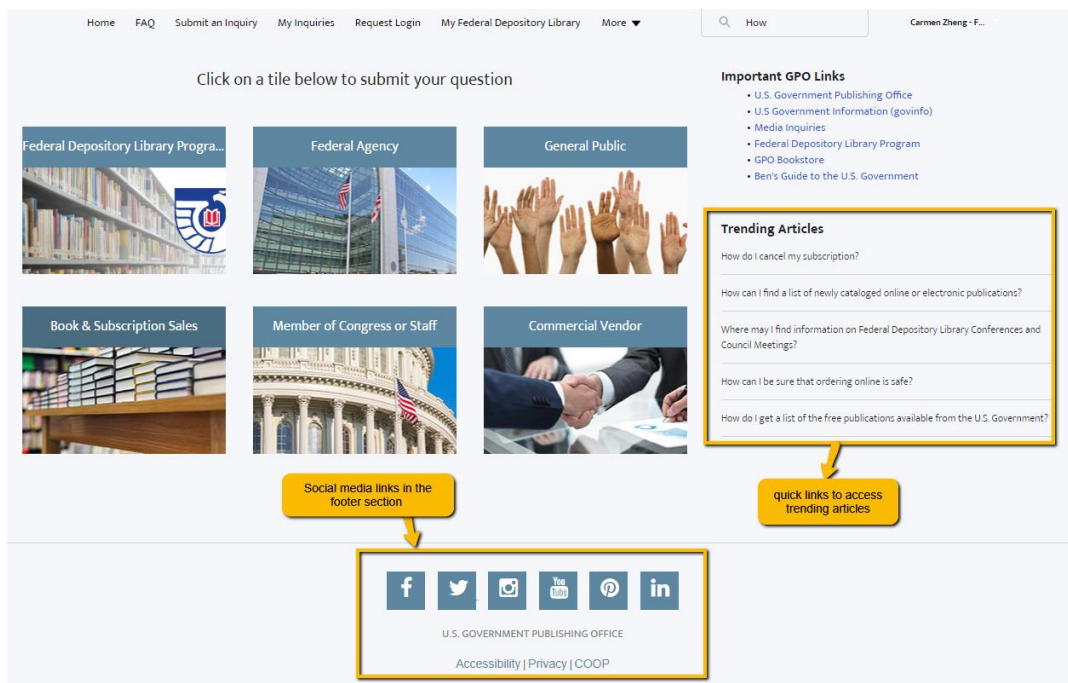 Home FAQ Submit an Inquiry My Inquiries Request Login My Federal Depository Library More
How
Carmen Zheng - F...
Click on a tile below to submit your question
Federal Depository Library Progra...
Federal Agency
General Public
Book & Subscription Sales
Member of Congress or Staff
Commercial Vendor
Important GPO Links
• U.S. Government Publishing Office
• U.S Government Information (govinfo)
• Media Inquiries
• Federal Depository Library Program
• GPO Bookstore
• Ben's Guide to the U.S. Government
Trending Articles
How do I cancel my subscription?
How can I find a list of newly cataloged online or electronic publications?
Where may I find information on Federal Depository Library Conferences and
Council Meetings?
How can I be sure that ordering online is safe?
How do I get a list of the free publications available from the U.S. Government?
quick links to access
trending articles
Social media links in the
footer section
f
You
Tube
in
U.S. GOVERNMENT PUBLISHING OFFICE
Accessibility | Privacy | COOP